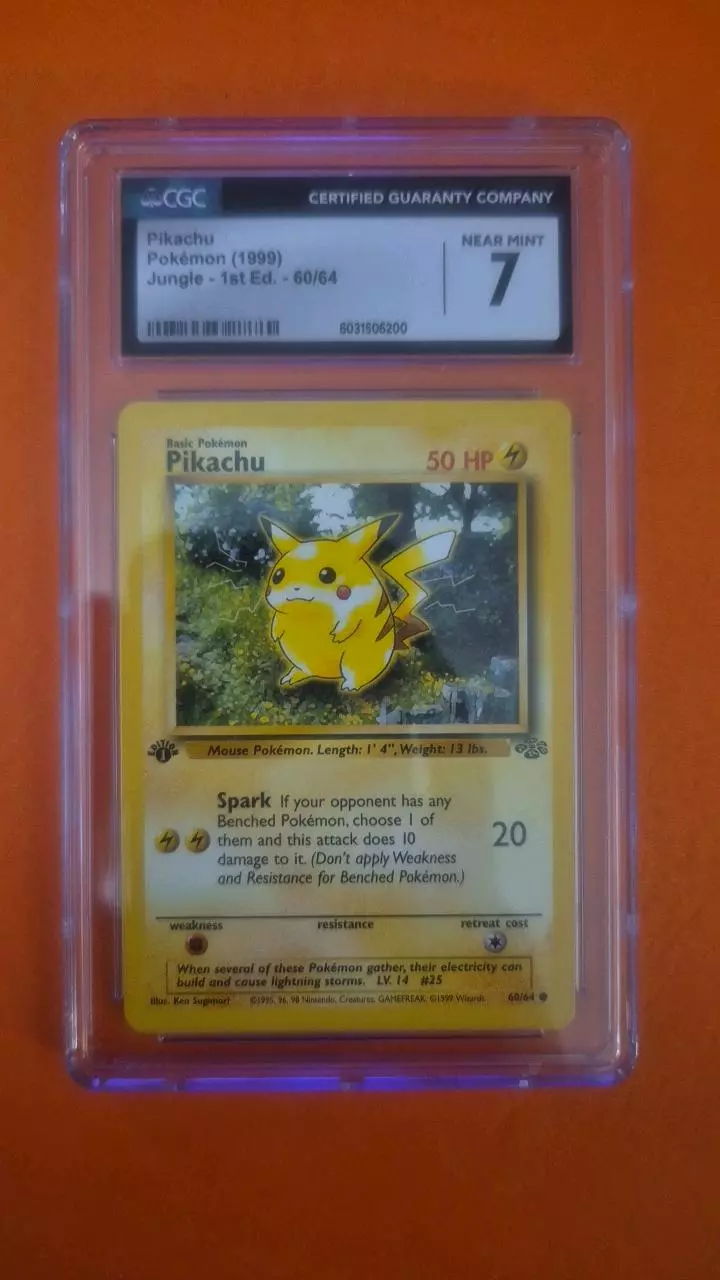 CGC
CERTIFIED GUARANTY COMPANY
Pikachu
Pokémon (1999)
Jungle - 1st Ed. - 60/64
NEAR MINT
7
6031506200
Basic Pokémon
Pikachu
50 HP
EDITION
1
Mouse Pokémon. Length: 1' 4", Weight: 13 lbs.
Spark If your opponent has any
Benched Pokémon, choose 1 of
them and this attack does 10
damage to it. (Don't apply Weakness
and Resistance for Benched Pokémon.)
20
weakness
resistance
retreat cost
When several of these Pokémon gather, their electricity can
build and cause lightning storms. LV. 14 #25
Illus. Ken Sugimori ©1995, 96, 98 Nintendo, Creatures, GAMEFREAK. ©1999 Wizards. 60/64